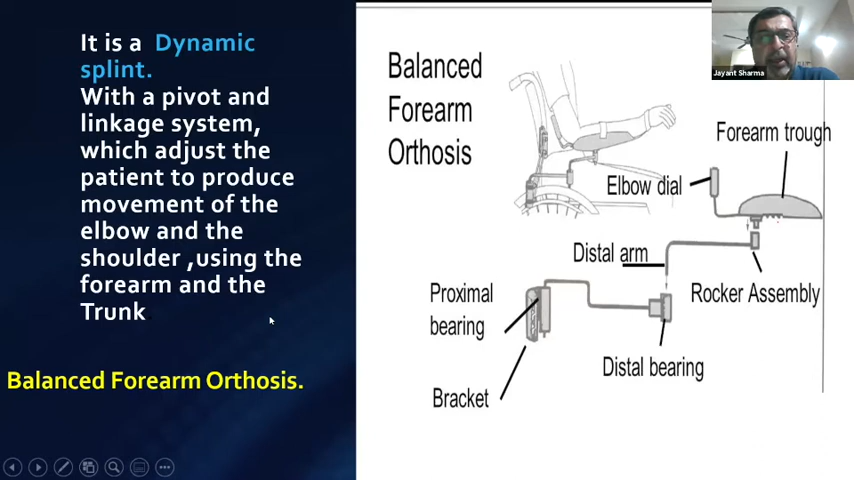 It is a Dynamic
splint.
With a pivot and
linkage system,
which adjust the
patient to produce
movement of the
elbow and the
shoulder ,using the
forearm and the
Trunk
Balanced Forearm Orthosis.
Balanced
Forearm
Orthosis
Jayant Sharma
Forearm trough
Elbow dial
Distal arm
Rocker Assembly
Proximal
bearing
Distal bearing
Bracket